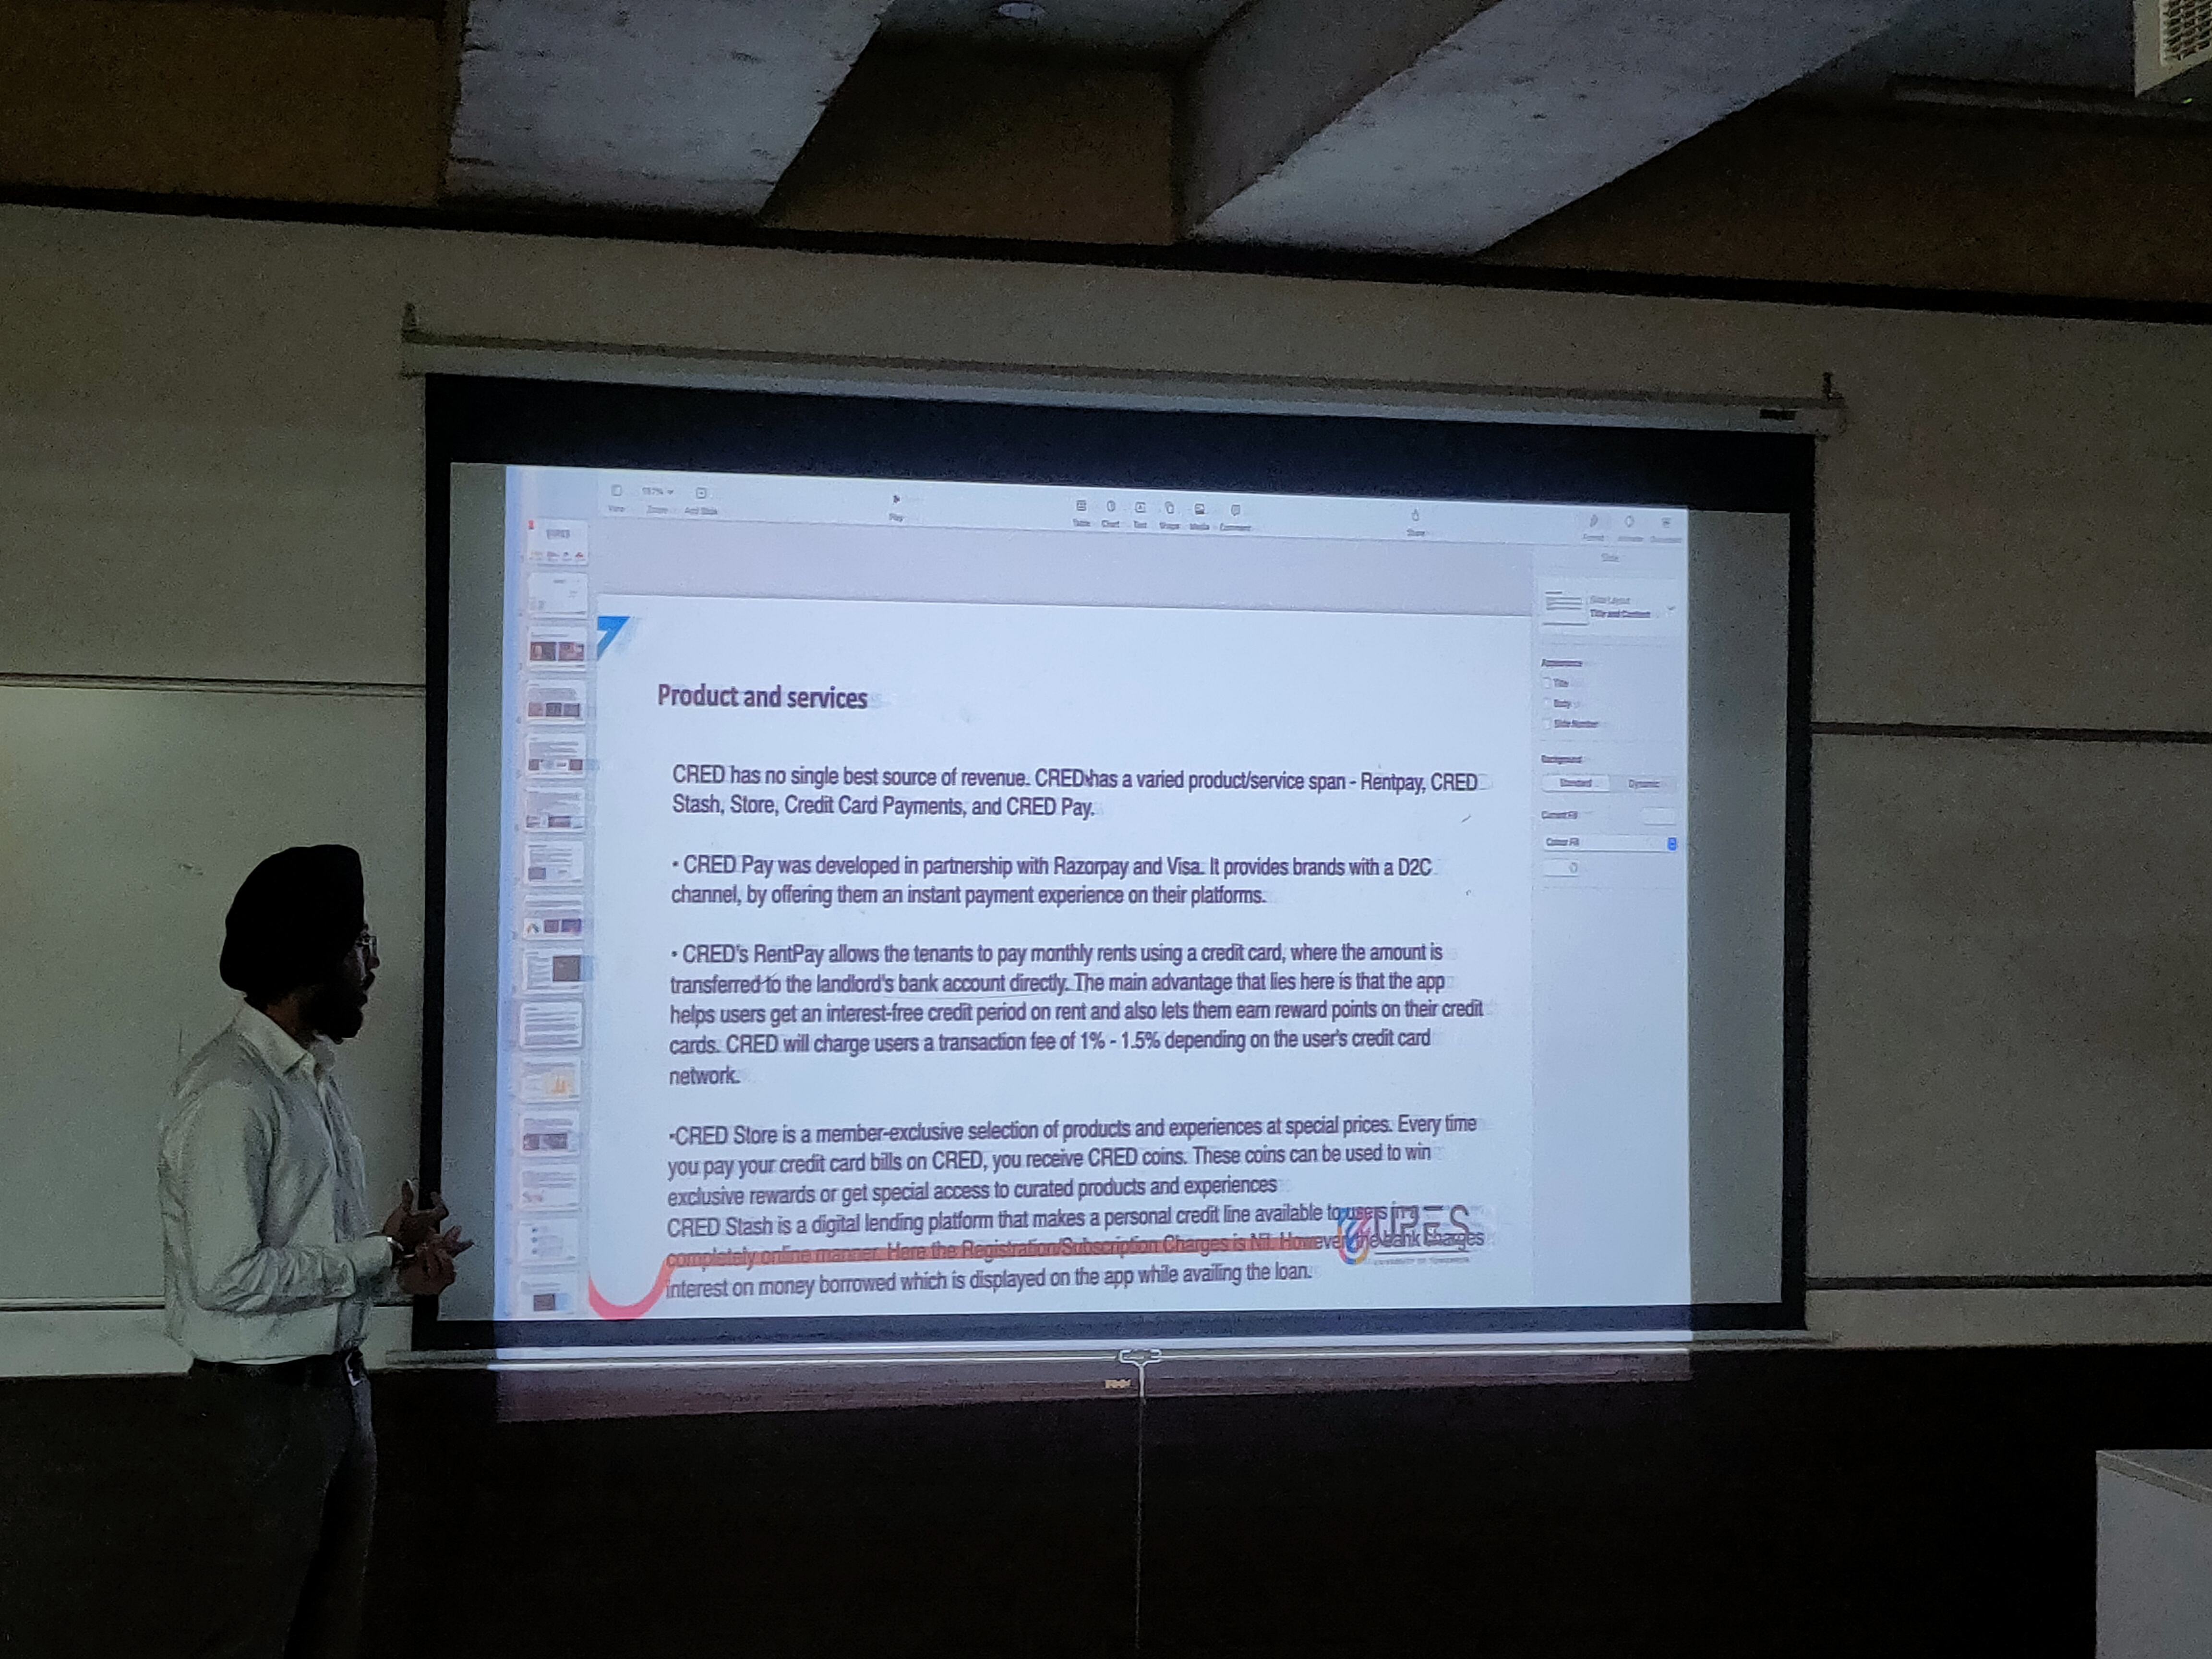 View
Zoom
Add Slide
Play
Table
Chart
Text
Shape
Media
Comment
Share
Format
Animate
Document
Slide
Slide Layout
Title and Content
Appearance
Title
Body
Slide Number
Background
Standard
Dynamic
Current Fill
Colour Fill
Product and services
CRED has no single best source of revenue. CRED has a varied product/service span - Rentpay, CRED
Stash, Store, Credit Card Payments, and CRED Pay.
• CRED Pay was developed in partnership with Razorpay and Visa. It provides brands with a D2C
channel, by offering them an instant payment experience on their platforms.
• CRED's RentPay allows the tenants to pay monthly rents using a credit card, where the amount is
transferred to the landlord's bank account directly. The main advantage that lies here is that the app
helps users get an interest-free credit period on rent and also lets them earn reward points on their credit
cards. CRED will charge users a transaction fee of 1% - 1.5% depending on the user's credit card
network.
•CRED Store is a member-exclusive selection of products and experiences at special prices. Every time
you pay your credit card bills on CRED, you receive CRED coins. These coins can be used to win
exclusive rewards or get special access to curated products and experiences
CRED Stash is a digital lending platform that makes a personal credit line available to users in a
completely online manner. Here the Registration/Subscription Charges is Nil. However the bank charges
interest on money borrowed which is displayed on the app while availing the loan.
UPES